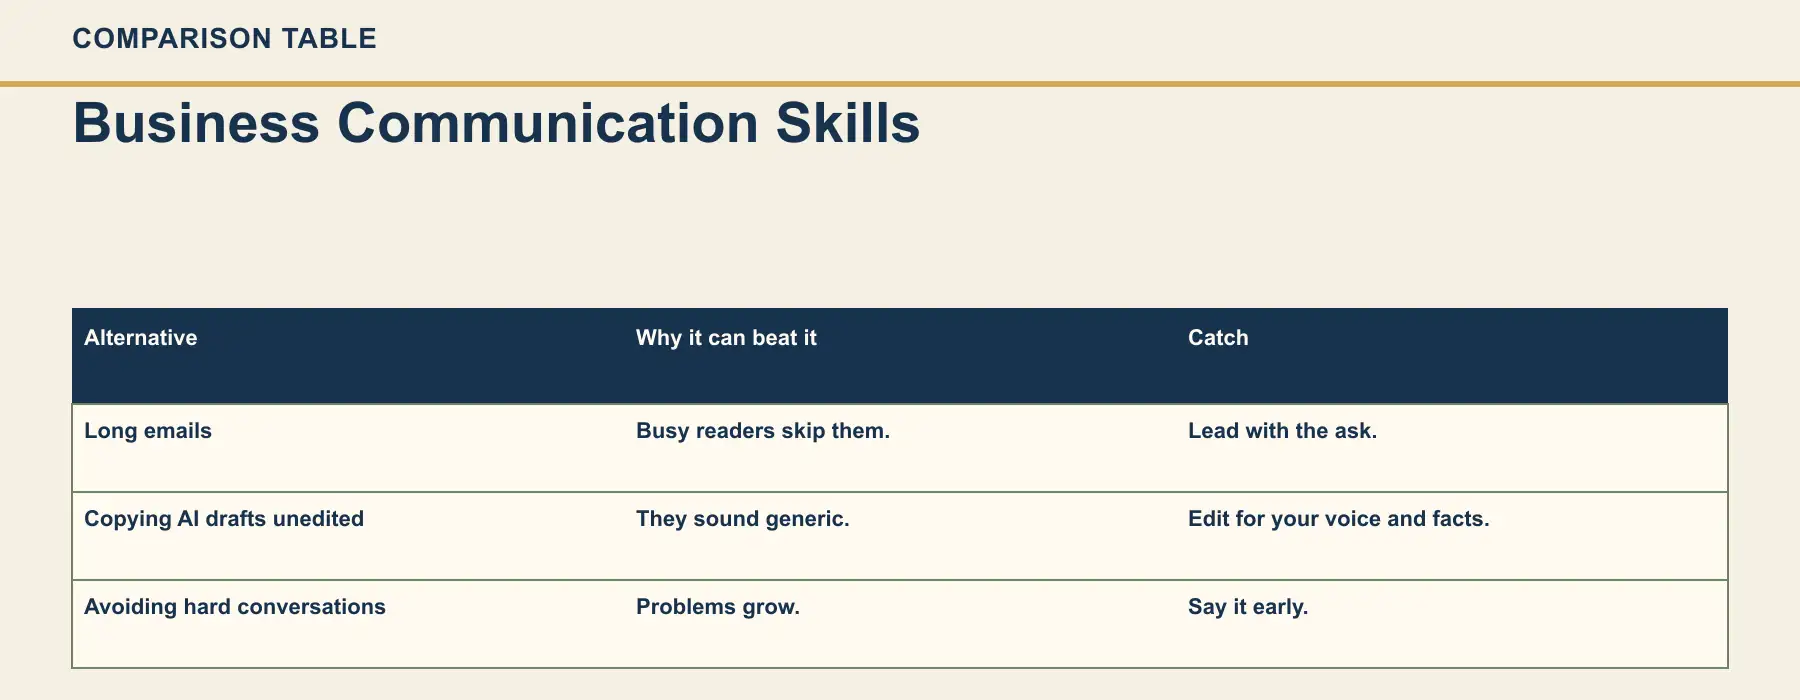 COMPARISON TABLE
Business Communication Skills
Alternative Why it can beat it Catch
Long emails Busy readers skip them. Lead with the ask.
Copying AI drafts unedited They sound generic. Edit for your voice and facts.
Avoiding hard conversations Problems grow. Say it early.